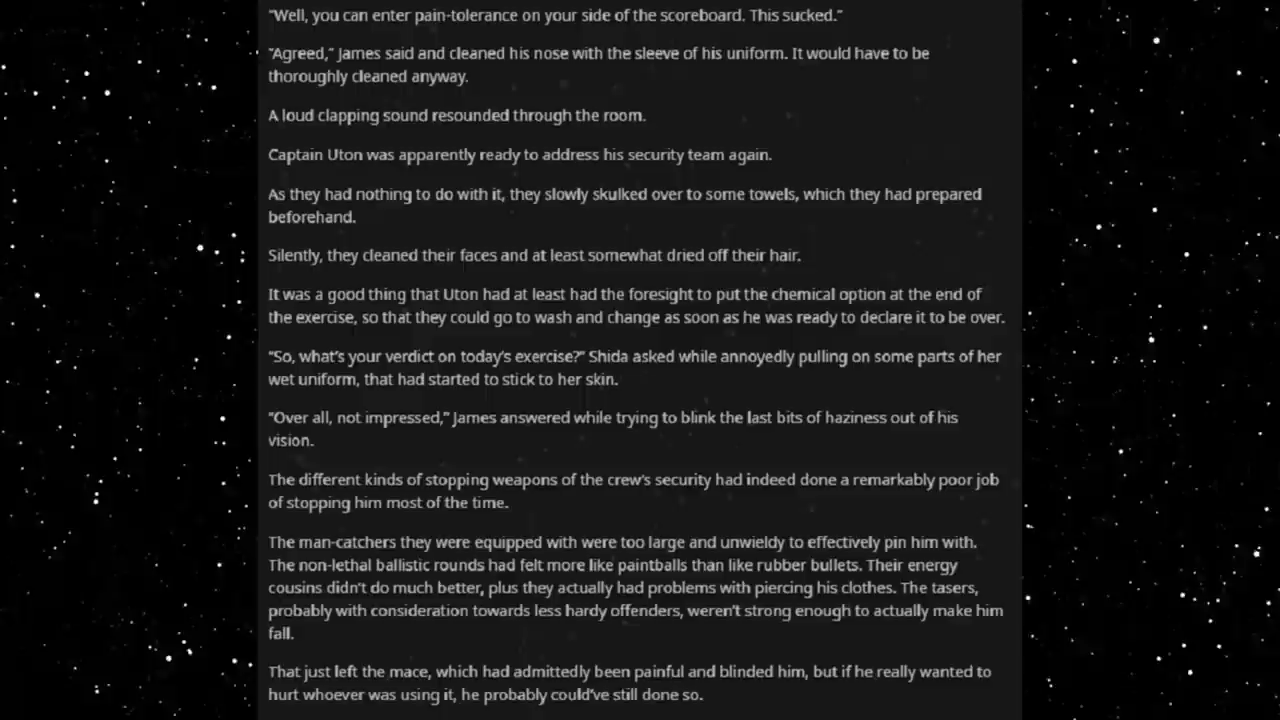 “Well, you can enter pain-tolerance on your side of the scoreboard. This sucked.”
“Agreed,” James said and cleaned his nose with the sleeve of his uniform. It would have to be
thoroughly cleaned anyway.
A loud clapping sound resounded through the room.
Captain Uton was apparently ready to address his security team again.
As they had nothing to do with it, they slowly skulked over to some towels, which they had prepared
beforehand.
Silently, they cleaned their faces and at least somewhat dried off their hair.
It was a good thing that Uton had at least had the foresight to put the chemical option at the end of
the exercise, so that they could go to wash and change as soon as he was ready to declare it to be over.
“So, what’s your verdict on today’s exercise?” Shida asked while annoyedly pulling on some parts of her
wet uniform, that had started to stick to her skin.
“Over all, not impressed,” James answered while trying to blink the last bits of haziness out of his
vision.
The different kinds of stopping weapons of the crew’s security had indeed done a remarkably poor job
of stopping him most of the time.
The man-catchers they were equipped with were too large and unwieldy to effectively pin him with.
The non-lethal ballistic rounds had felt more like paintballs than like rubber bullets. Their energy
cousins didn’t do much better, plus they actually had problems with piercing his clothes. The tasers,
probably with consideration towards less hardy offenders, weren’t strong enough to actually make him
fall.
That just left the mace, which had admittedly been painful and blinded him, but if he really wanted to
hurt whoever was using it, he probably could’ve still done so.